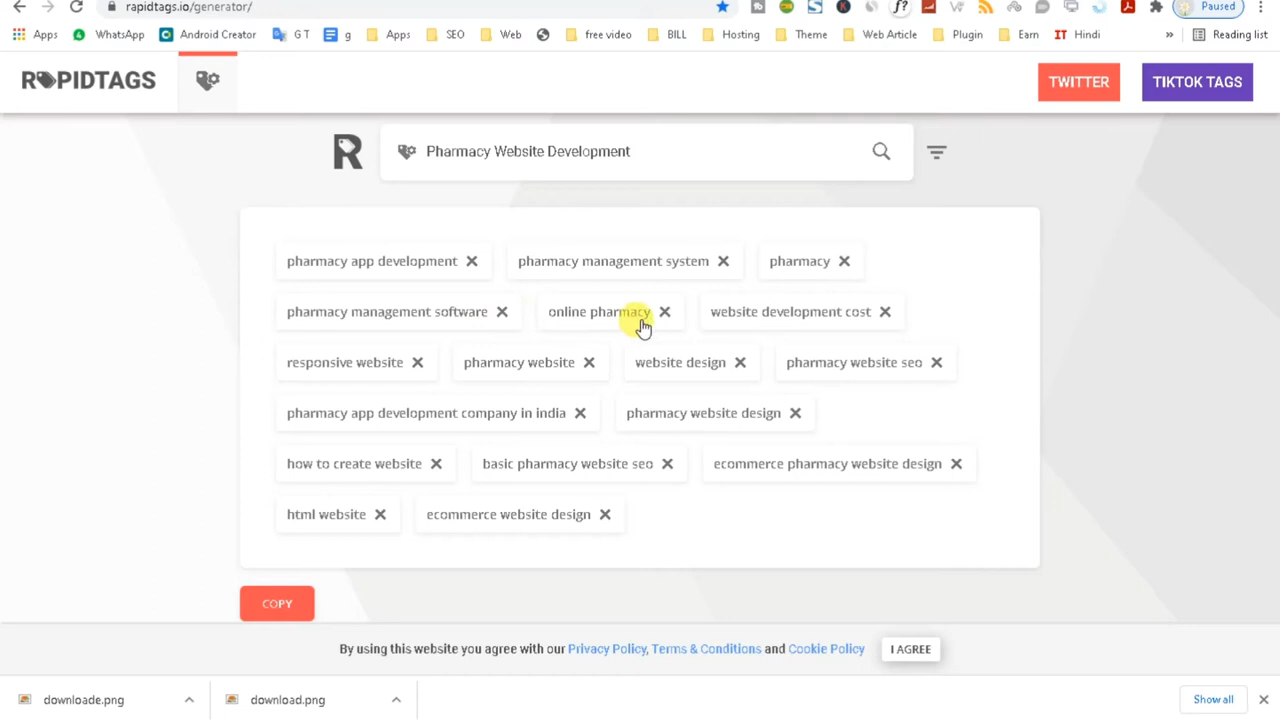 rapidtags.io/generator/
Paused
Apps WhatsApp Android Creator G T g Apps SEO Web free video BILL Hosting Theme Web Article Plugin Earn IT Hindi » Reading list
RAPIDTAGS
TWITTER TIKTOK TAGS
R Pharmacy Website Development
pharmacy app development pharmacy management system pharmacy
pharmacy management software online pharmacy website development cost
responsive website pharmacy website website design pharmacy website seo
pharmacy app development company in india pharmacy website design
how to create website basic pharmacy website seo ecommerce pharmacy website design
html website ecommerce website design
COPY
By using this website you agree with our Privacy Policy, Terms & Conditions and Cookie Policy I AGREE
downloade.png download.png Show all